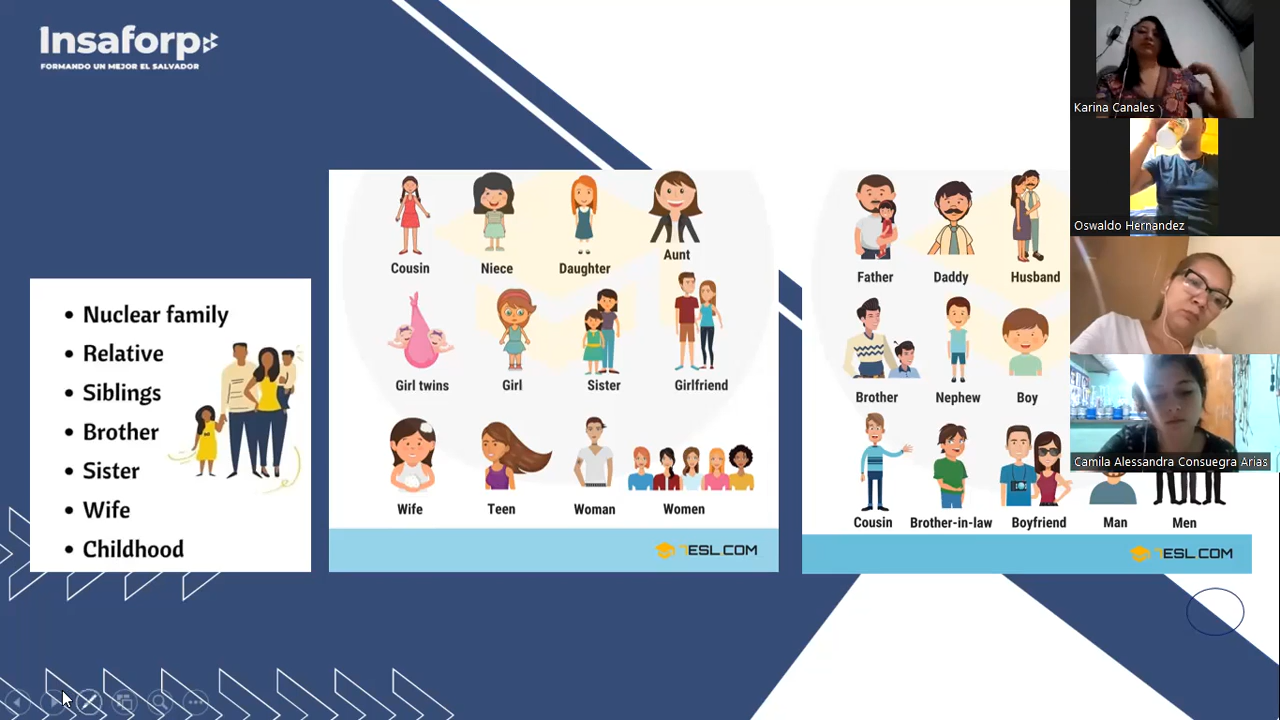 Insaforp
FORMANDO UN MEJOR EL SALVADOR
• Nuclear family
• Relative
• Siblings
• Brother
• Sister
• Wife
• Childhood
Cousin Niece Daughter Aunt
Girl twins Girl Sister Girlfriend
Wife Teen Woman Women
7ESL.COM
Father Daddy Husband
Brother Nephew Boy
Cousin Brother-in-law Boyfriend Man Men
7ESL.COM
Karina Canales
Oswaldo Hernandez
Camila Alessandra Consuegra Arias